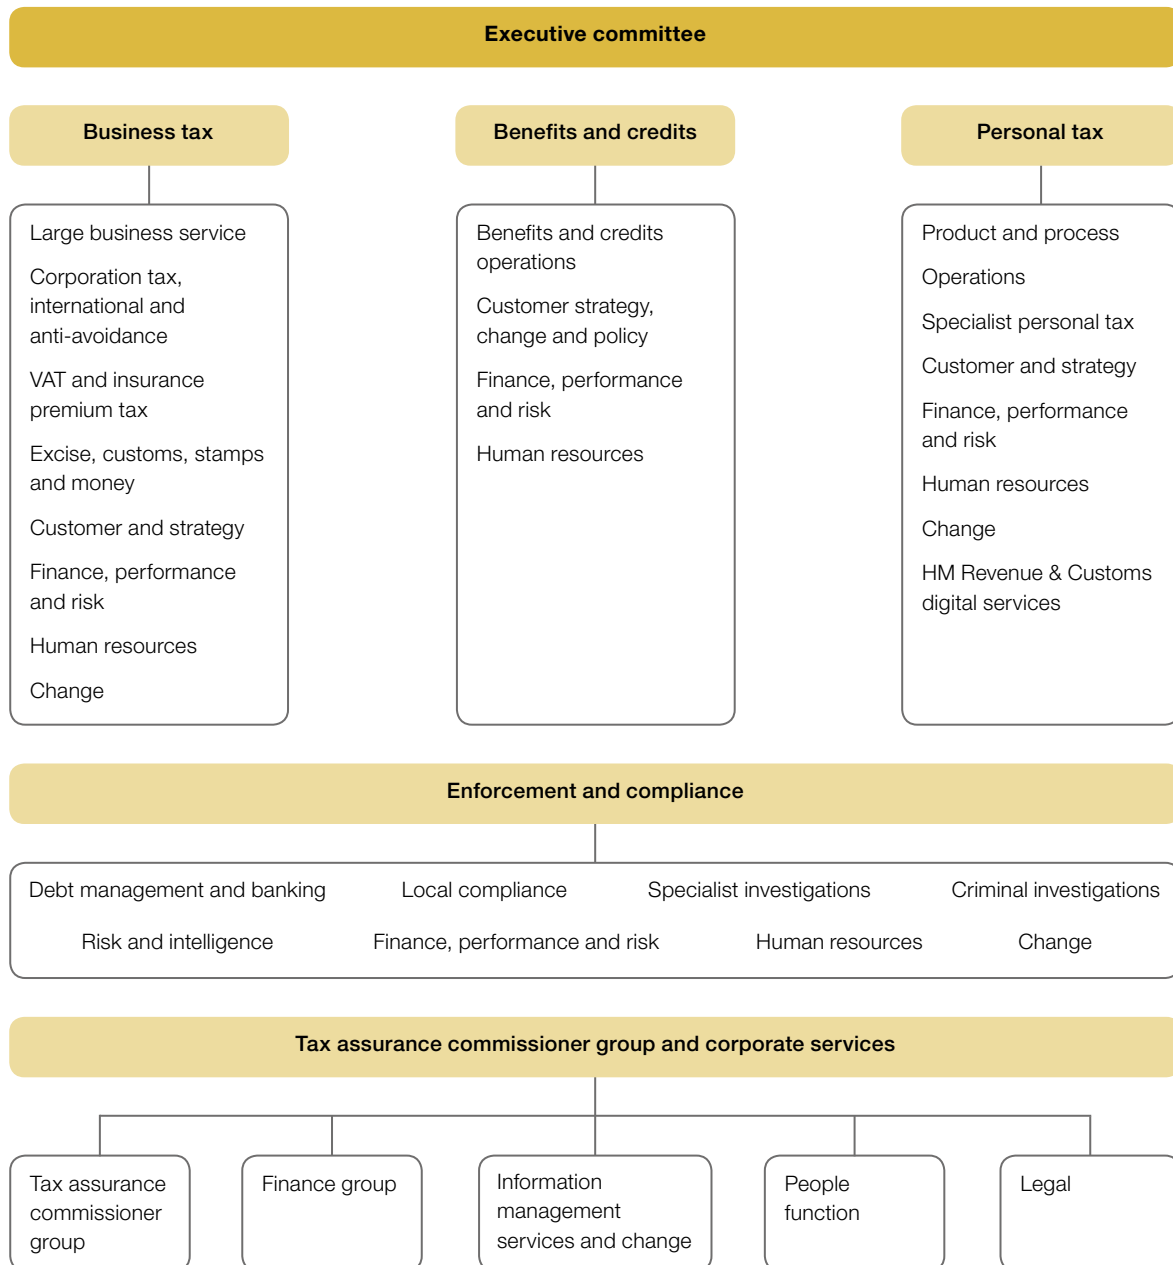 Executive committee
Business tax
Large business service
Corporation tax,
international and
anti-avoidance
VAT and insurance
premium tax
Excise, customs, stamps
and money
Customer and strategy
Finance, performance
and risk
Human resources
Change
Benefits and credits
Benefits and credits
operations
Customer strategy,
change and policy
Finance, performance
and risk
Human resources
Personal tax
Product and process
Operations
Specialist personal tax
Customer and strategy
Finance, performance
and risk
Human resources
Change
HM Revenue & Customs
digital services
Enforcement and compliance
Debt management and banking Local compliance Specialist investigations Criminal investigations
Risk and intelligence Finance, performance and risk Human resources Change
Tax assurance commissioner group and corporate services
Tax assurance
commissioner
group
Finance group
Information
management
services and change
People
function
Legal